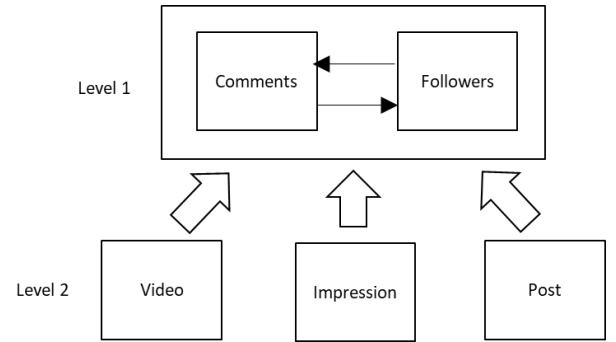 Level 1
Comments
Followers
Level 2
Video
Impression
Post